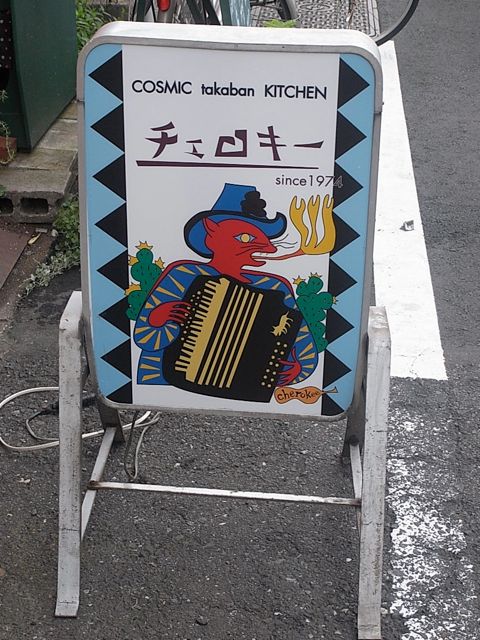 COSMIC takaban KITCHEN
チェロキー
since1974
cherokee